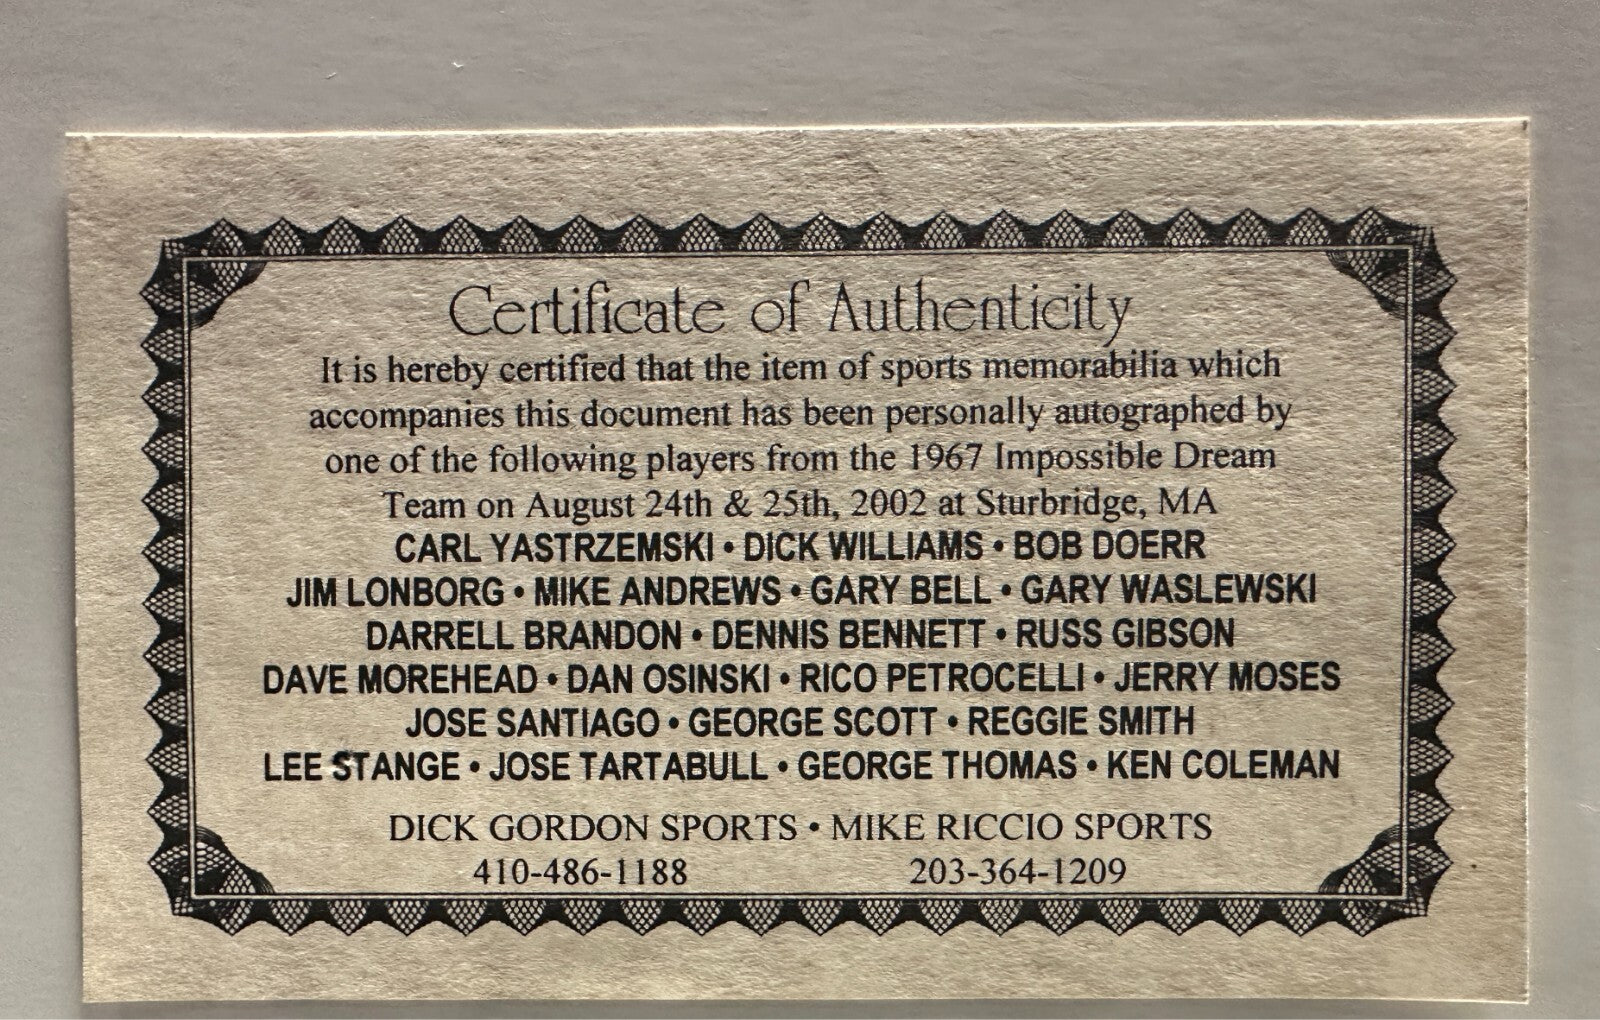 Certificate of Authenticity
It is hereby certified that the item of sports memorabilia which
accompanies this document has been personally autographed by
one of the following players from the 1967 Impossible Dream
Team on August 24th & 25th, 2002 at Sturbridge, MA
CARL YASTRZEMSKI • DICK WILLIAMS • BOB DOERR
JIM LONBORG • MIKE ANDREWS • GARY BELL • GARY WASLEWSKI
DARRELL BRANDON • DENNIS BENNETT • RUSS GIBSON
DAVE MOREHEAD • DAN OSINSKI • RICO PETROCELLI • JERRY MOSES
JOSE SANTIAGO • GEORGE SCOTT • REGGIE SMITH
LEE STANGE • JOSE TARTABULL • GEORGE THOMAS • KEN COLEMAN
DICK GORDON SPORTS • MIKE RICCIO SPORTS
410-486-1188 203-364-1209